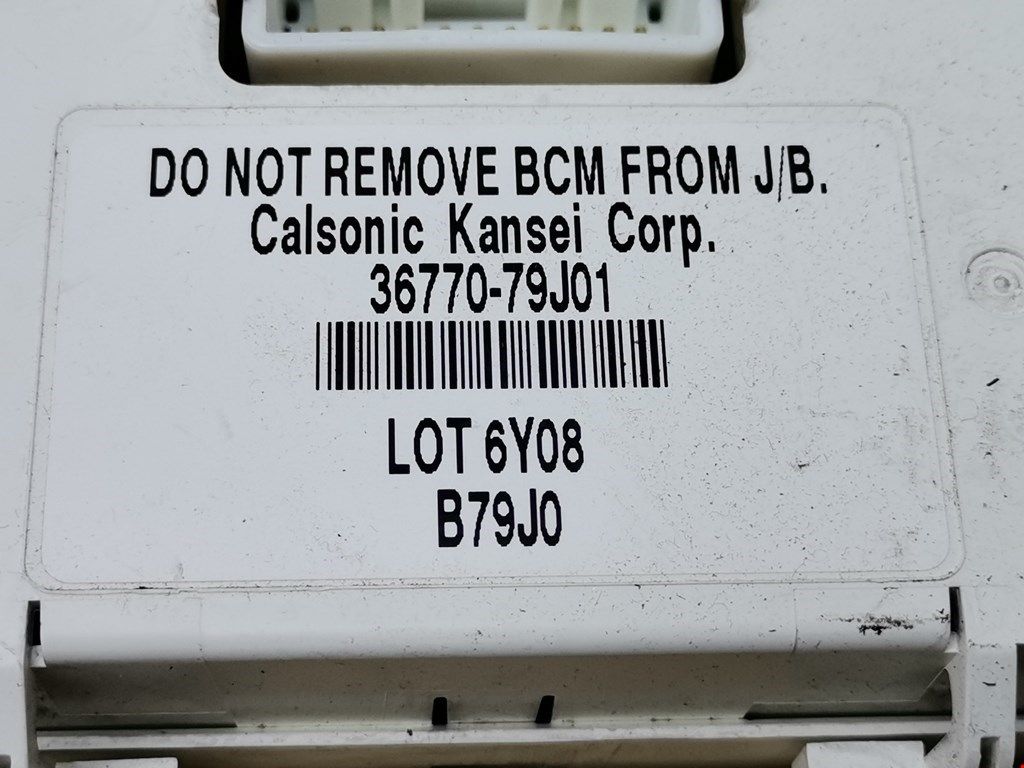 DO NOT REMOVE BCM FROM J/B.
Calsonic Kansei Corp.
36770-79J01
LOT 6Y08
B79J0